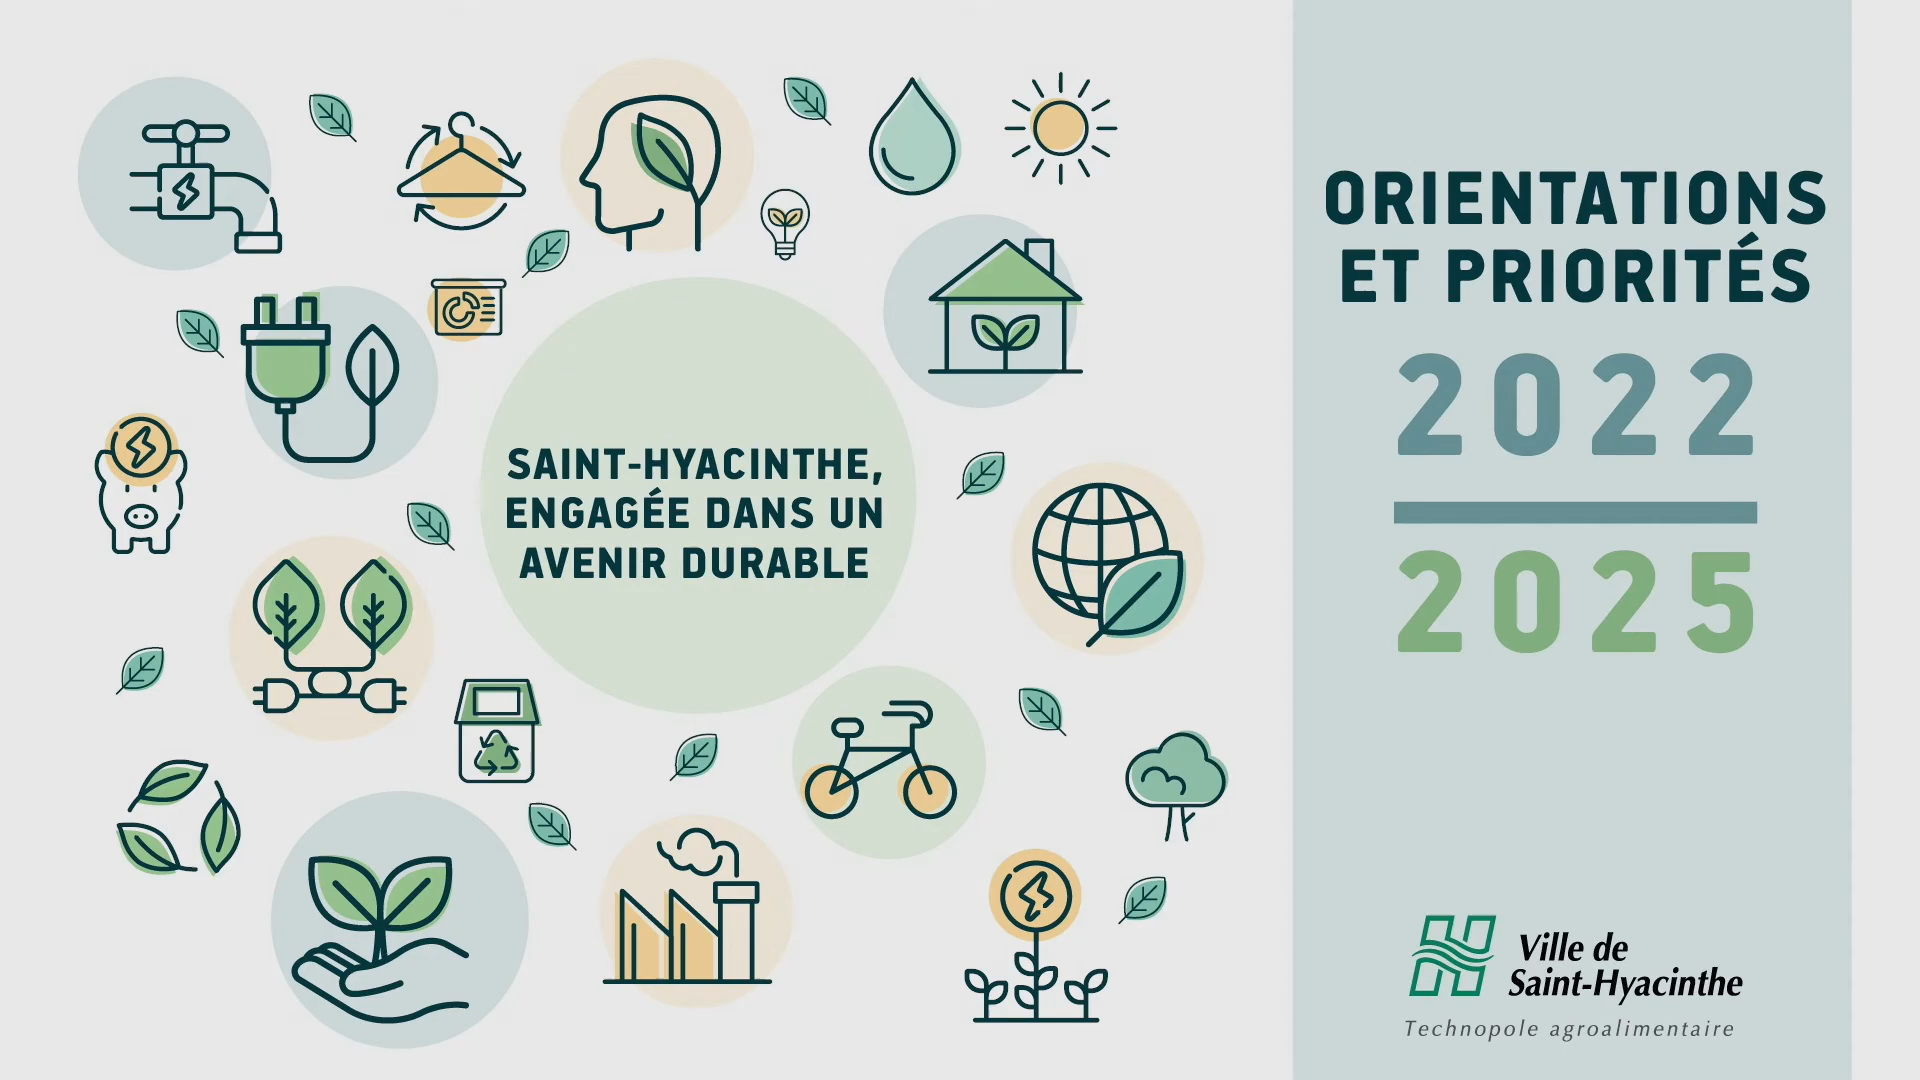 SAINT-HYACINTHE,
ENGAGÉE DANS UN
AVENIR DURABLE
ORIENTATIONS
ET PRIORITÉS
2022
2025
Ville de
Saint-Hyacinthe
Technopole agroalimentaire